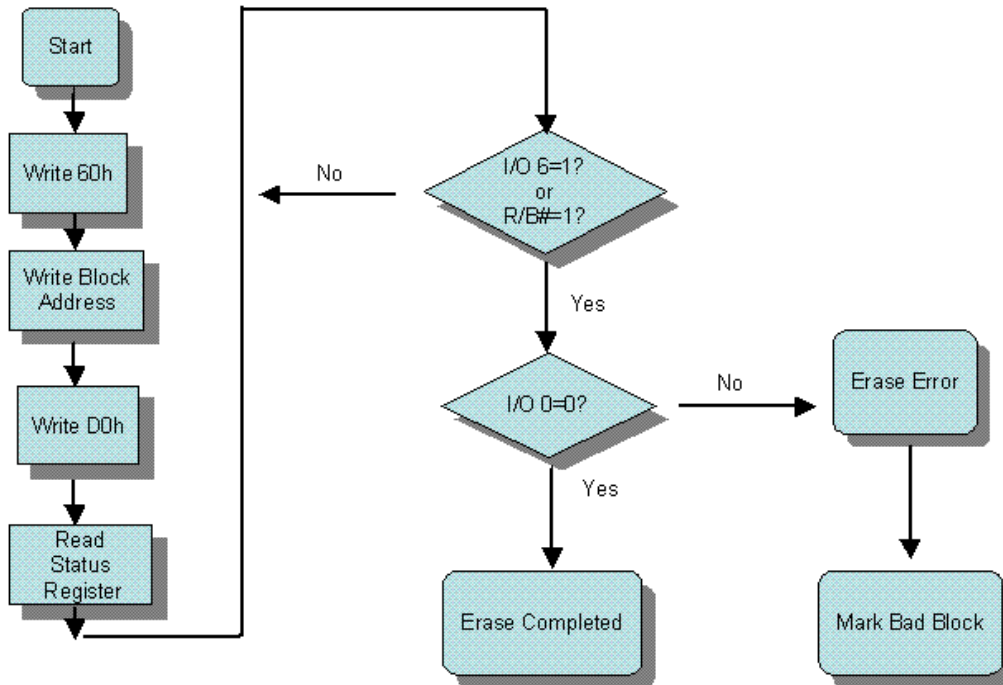 Start
Write 60h
Write Block
Address
Write D0h
Read
Status
Register
I/O 6=1?
or
R/B#=1?
No
Yes
I/O 0=0?
No
Yes
Erase Error
Erase Completed
Mark Bad Block